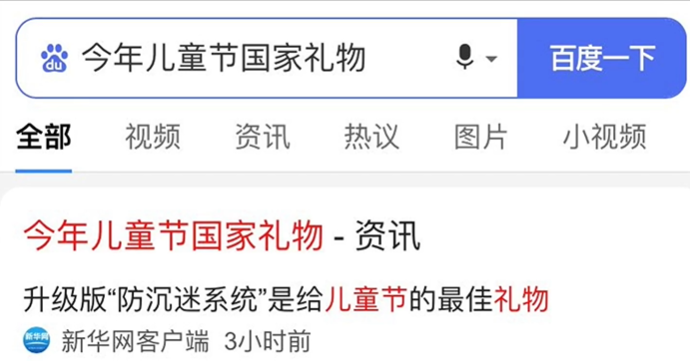 du 今年儿童节国家礼物 百度一下
全部 视频 资讯 热议 图片 小视频
今年儿童节国家礼物 - 资讯
升级版“防沉迷系统”是给儿童节的最佳礼物
新华网 新华网客户端 3小时前